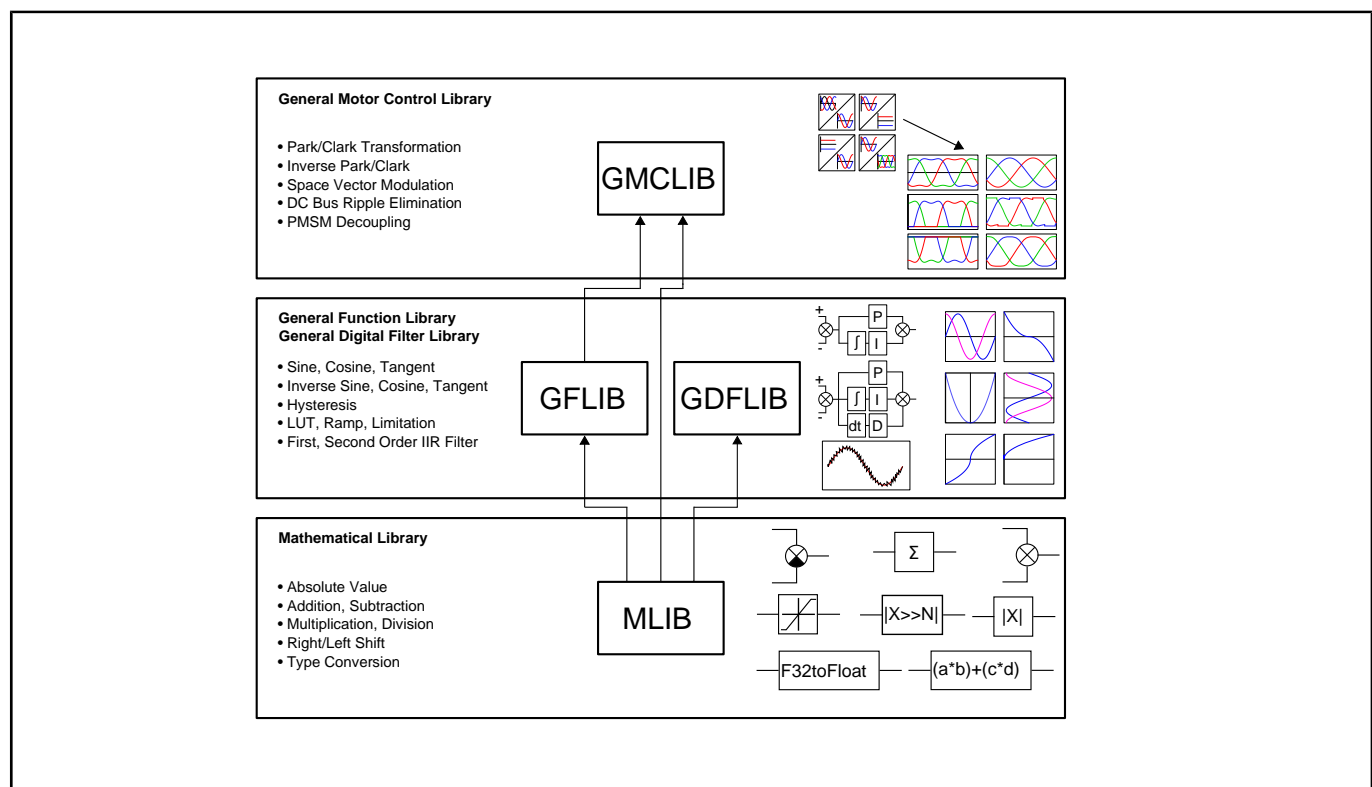 General Motor Control Library
• Park/Clark Transformation
• Inverse Park/Clark
• Space Vector Modulation
• DC Bus Ripple Elimination
• PMSM Decoupling
GMCLIB
General Function Library
General Digital Filter Library
• Sine, Cosine, Tangent
• Inverse Sine, Cosine, Tangent
• Hysteresis
• LUT, Ramp, Limitation
• First, Second Order IIR Filter
GFLIB
GDFLIB
+
P
-
∫
I
+
P
∫
I
-
dt
D
Mathematical Library
• Absolute Value
• Addition, Subtraction
• Multiplication, Division
• Right/Left Shift
• Type Conversion
MLIB
Σ
|X>>N|
|X|
F32toFloat
(a*b)+(c*d)